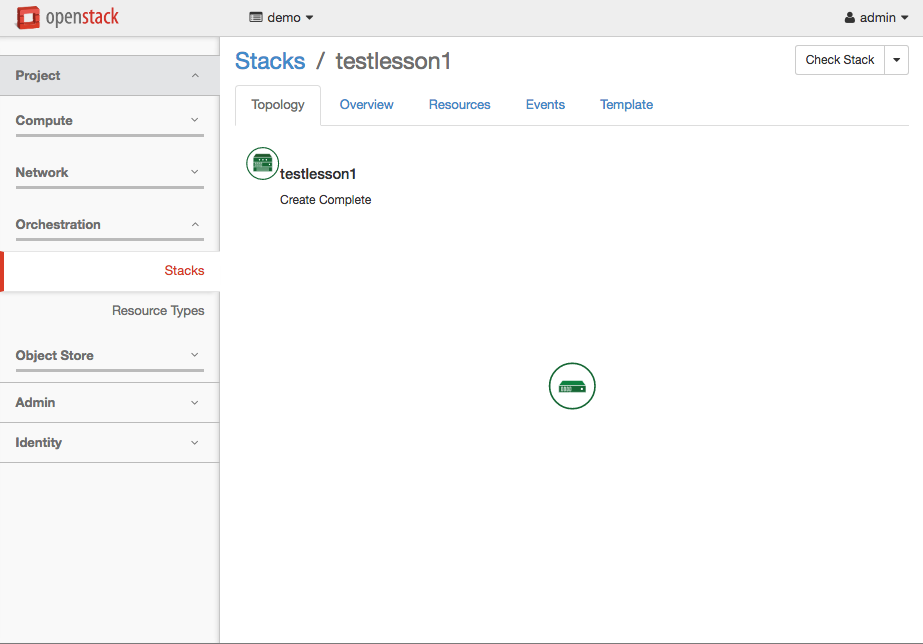 openstack
demo
admin
Project
Compute
Network
Orchestration
Stacks
Resource Types
Object Store
Admin
Identity
Stacks / testlesson1
Check Stack
Topology Overview Resources Events Template
testlesson1
Create Complete